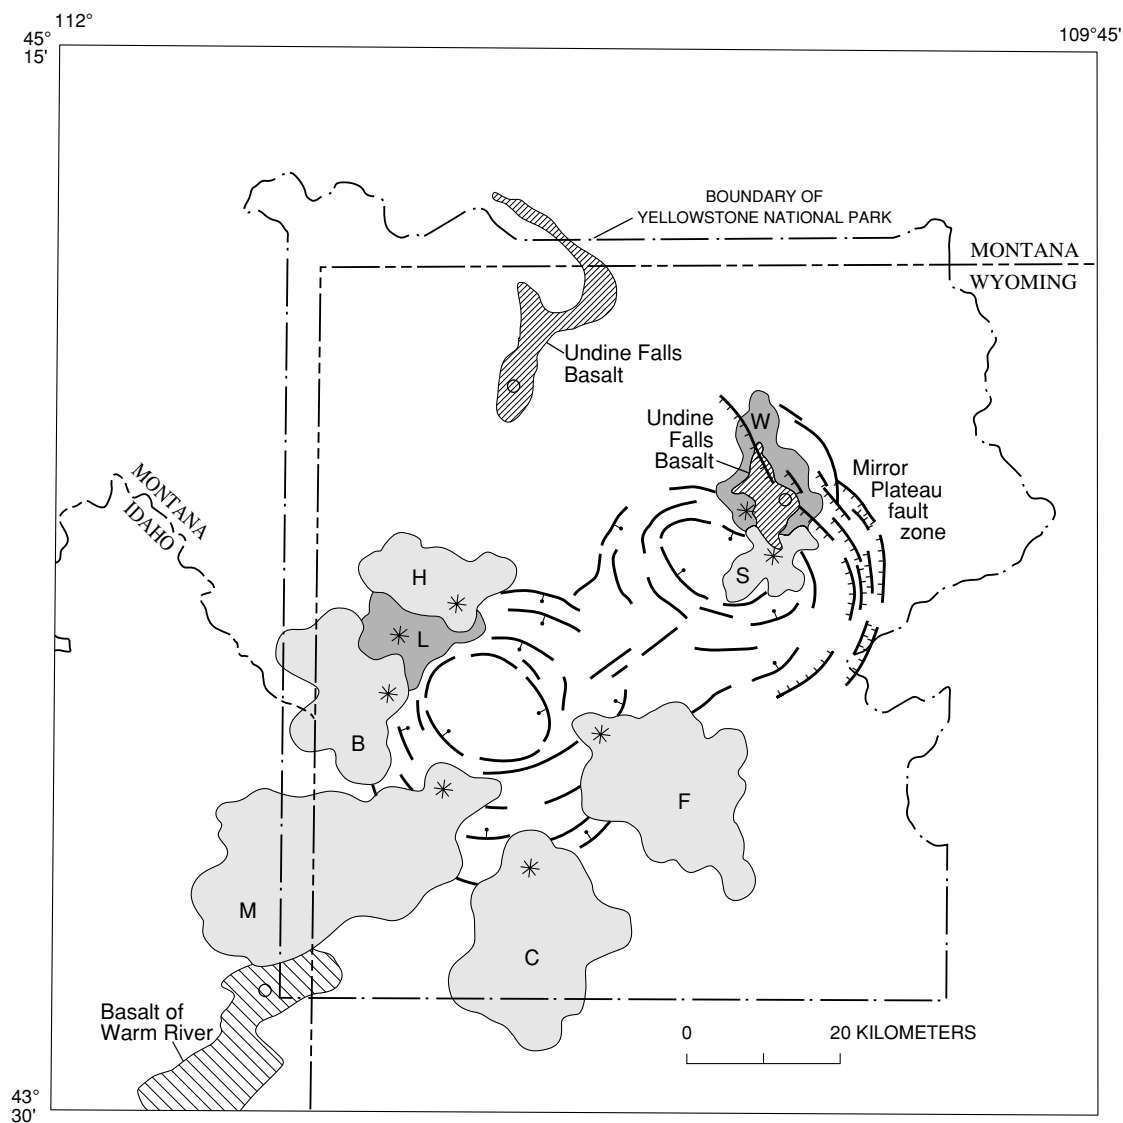 112°
45°
15'
109°45'
BOUNDARY OF
YELLOWSTONE NATIONAL PARK
MONTANA
WYOMING
Undine Falls
Basalt
W
Undine
Falls
Basalt
Mirror
Plateau
fault
zone
MONTANA
IDAHO
S
H
L
B
F
M
C
Basalt of
Warm River
0
20 KILOMETERS
43°
30'